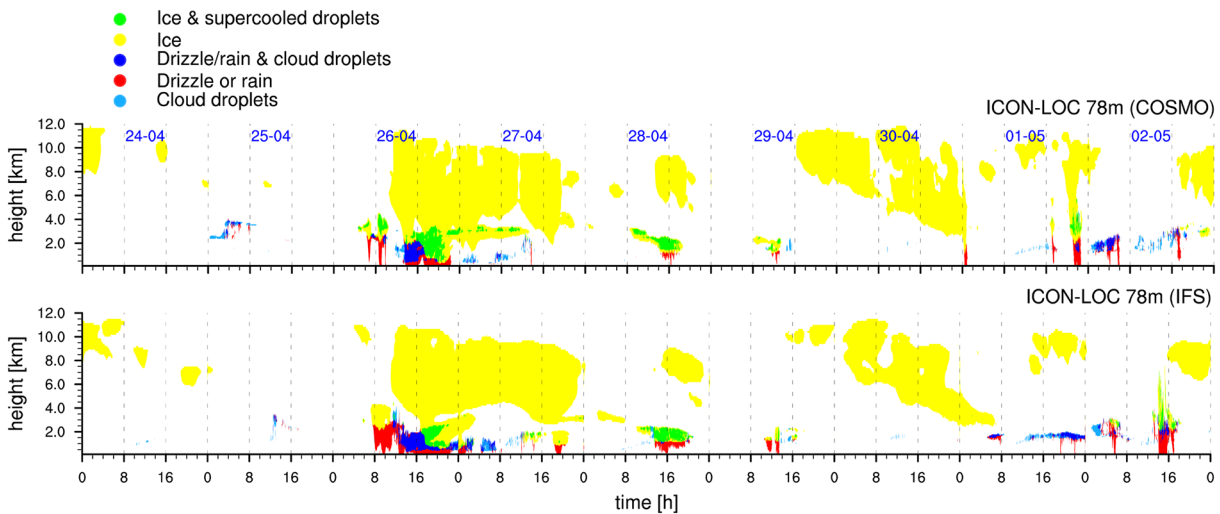 Ice & supercooled droplets
Ice
Drizzle/rain & cloud droplets
Drizzle or rain
Cloud droplets
ICON-LOC 78m (COSMO)
12.0
10.0
8.0
6.0
4.0
2.0
height [km]
24-04 25-04 26-04 27-04 28-04 29-04 30-04 01-05 02-05
ICON-LOC 78m (IFS)
12.0
10.0
8.0
6.0
4.0
2.0
height [km]
0 8 16 0 8 16 0 8 16 0 8 16 0 8 16 0 8 16 0 8 16 0 8 16 0 8 16 0
time [h]